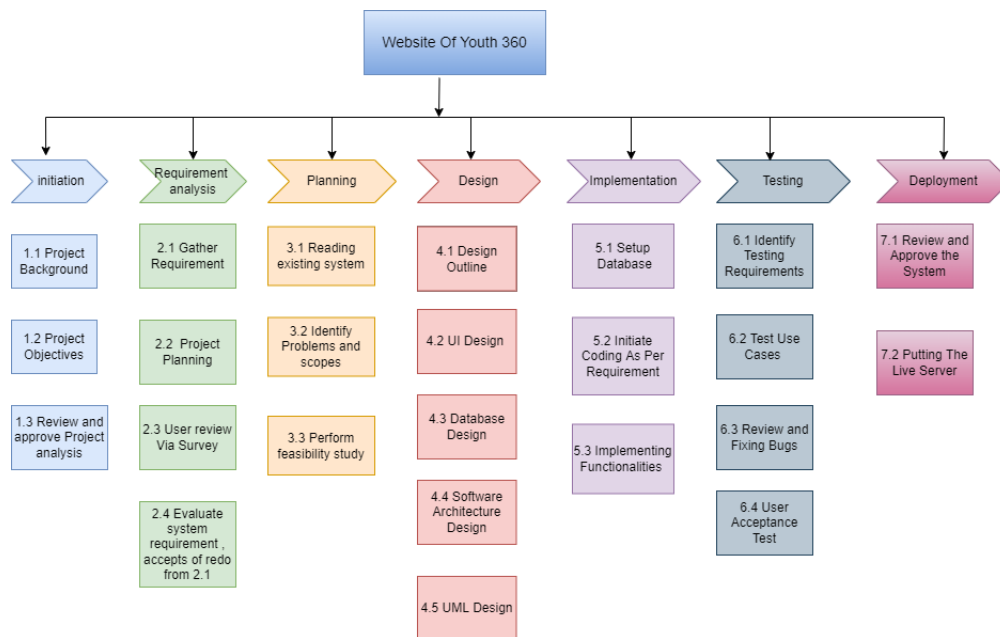 Website Of Youth 360
initiation
Requirement
analysis
Planning
Design
Implementation
Testing
Deployment
1.1 Project
Background
1.2 Project
Objectives
1.3 Review and
approve Project
analysis
2.1 Gather
Requirement
2.2 Project
Planning
2.3 User review
Via Survey
2.4 Evaluate
system
requirement ,
accepts of redo
from 2.1
3.1 Reading
existing system
3.2 Identify
Problems and
scopes
3.3 Perform
feasibility study
4.1 Design
Outline
4.2 UI Design
4.3 Database
Design
4.4 Software
Architecture
Design
4.5 UML Design
5.1 Setup
Database
5.2 Initiate
Coding As Per
Requirement
5.3 Implementing
Functionalities
6.1 Identify
Testing
Requirements
6.2 Test Use
Cases
6.3 Review and
Fixing Bugs
6.4 User
Acceptance
Test
7.1 Review and
Approve the
System
7.2 Putting The
Live Server